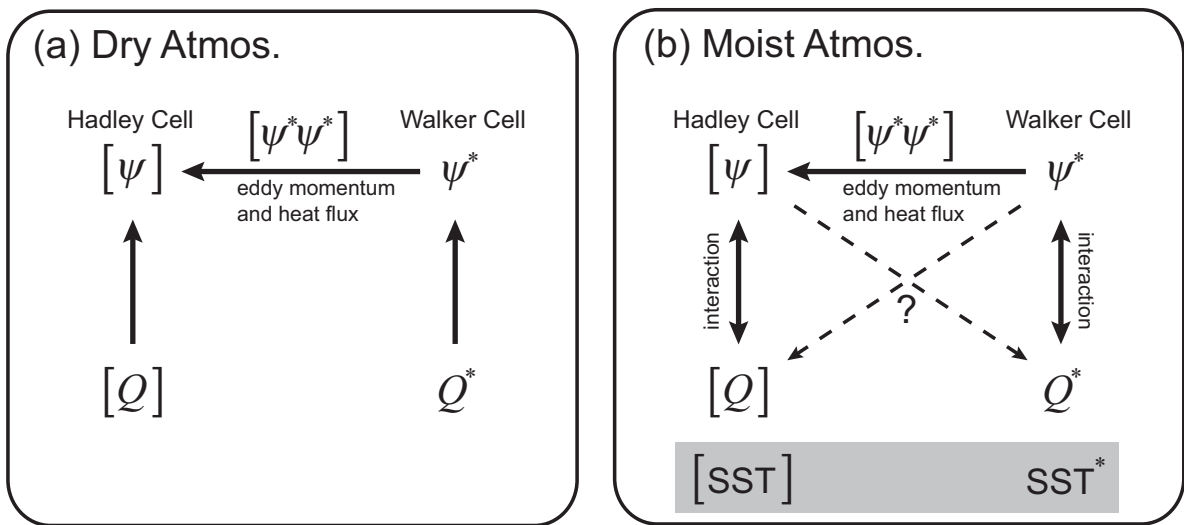 (a) Dry Atmos.
Hadley Cell
[ψ*ψ*]
Walker Cell
[ψ]
ψ*
eddy momentum
and heat flux
[Q]
Q*
(b) Moist Atmos.
Hadley Cell
[ψ*ψ*]
Walker Cell
[ψ]
ψ*
eddy momentum
and heat flux
interaction
?
interaction
[Q]
Q*
[SST]
SST*